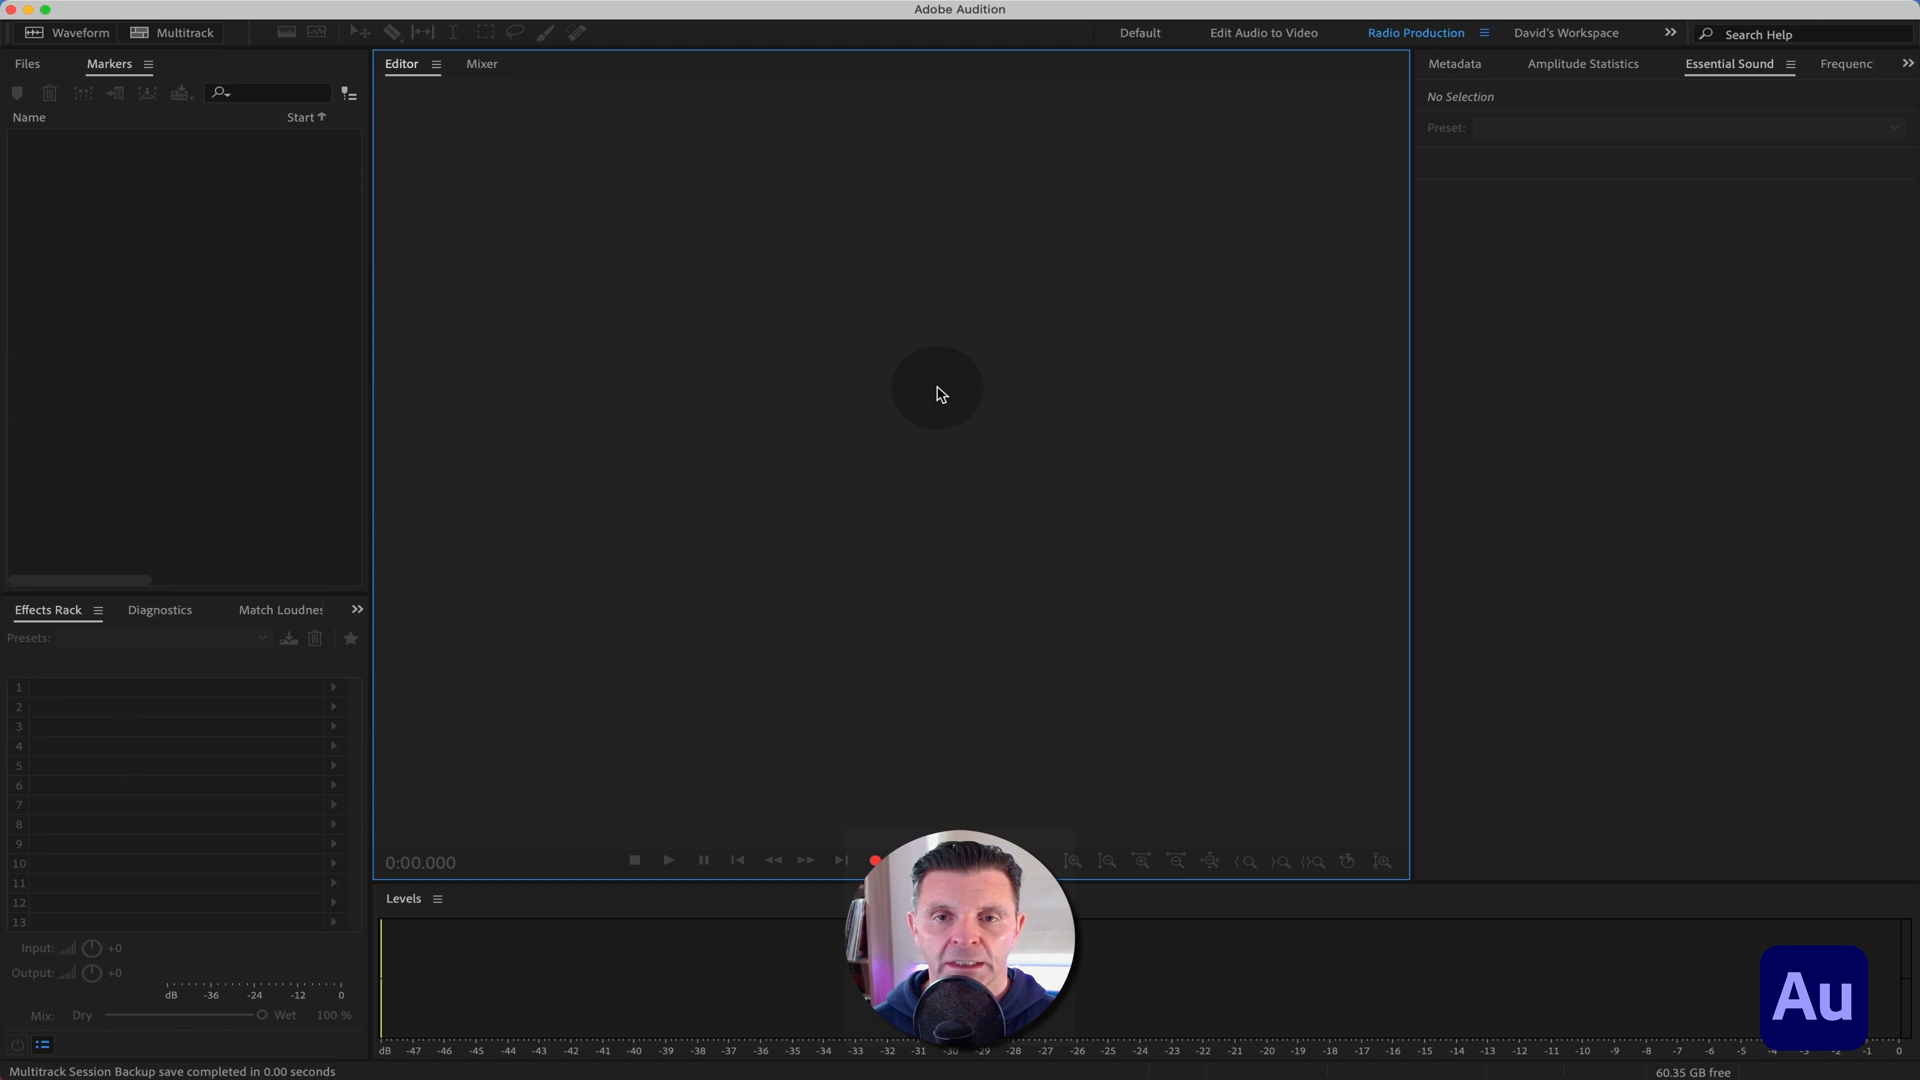 Adobe Audition
Waveform
Multitrack
Default
Edit Audio to Video
Radio Production
David's Workspace
Search Help
Files
Markers
Editor
Mixer
Metadata
Amplitude Statistics
Essential Sound
Frequenc
No Selection
Name
Start
Preset:
Effects Rack
Diagnostics
Match Loudnes
Presets:
1
2
3
4
5
6
7
8
9
10
11
12
13
0:00.000
Levels
Input: +0
Output: +0
dB -36 -24 -12 0
Mix: Dry Wet 100 %
dB -47 -46 -45 -44 -43 -42 -41 -40 -39 -38 -37 -36 -35 -34 -33 -32 -31 -30 -29 -28 -27 -26 -25 -24 -23 -22 -21 -20 -19 -18 -17 -16 -15 -14 -13 -12 -11 -10 -9 -8 -7 -6 -5 -4 -3 -2 -1 0
Au
Multitrack Session Backup save completed in 0.00 seconds
60.35 GB free